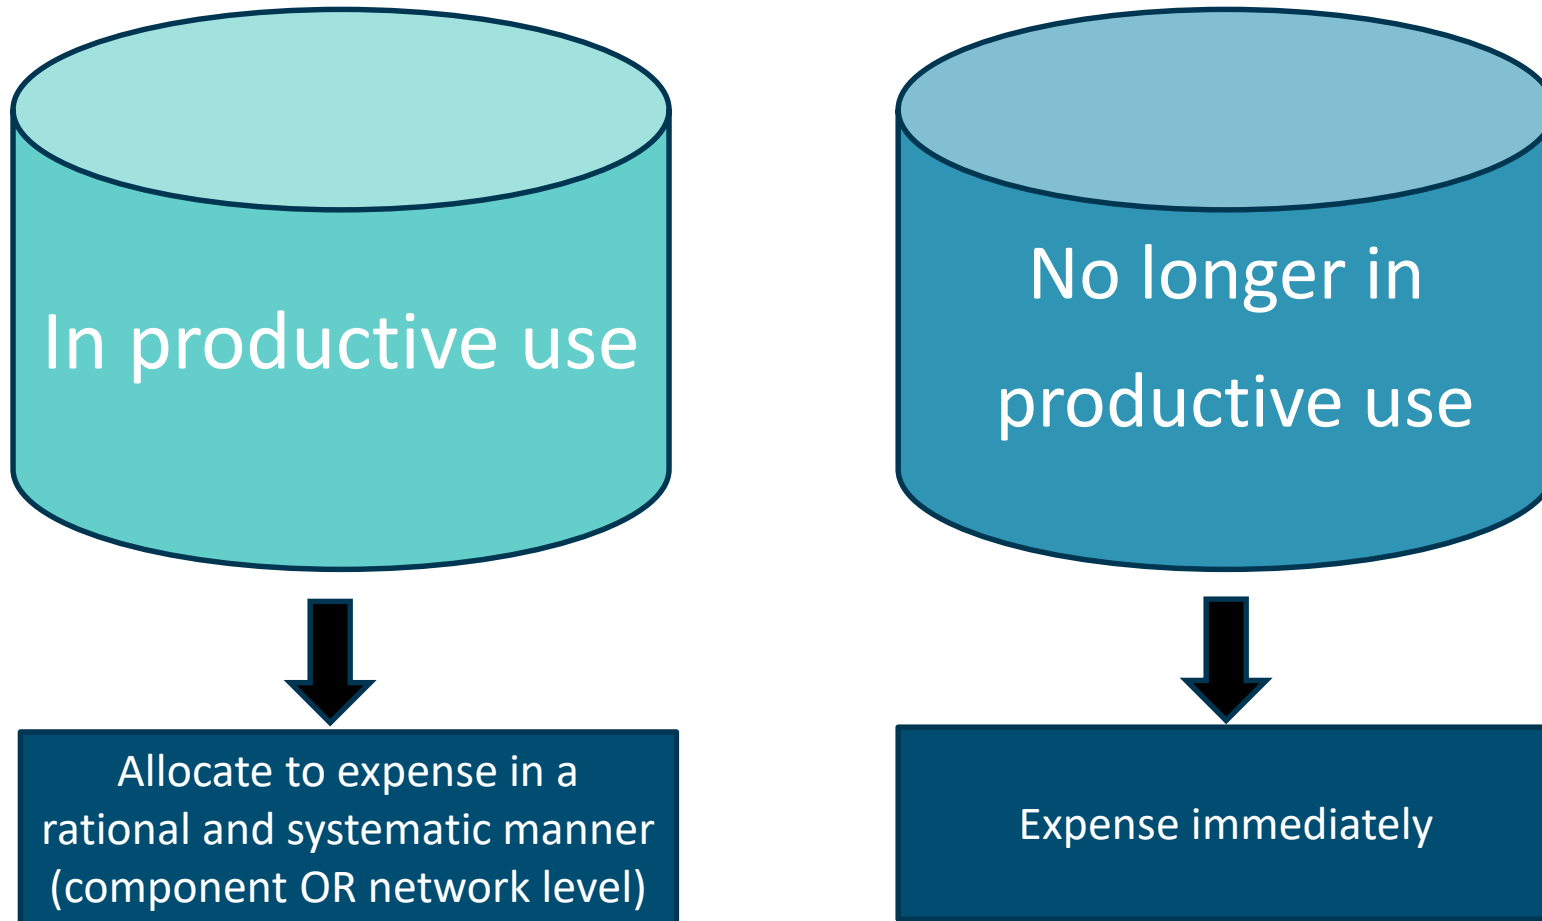 In productive use
No longer in
productive use
Allocate to expense in a
rational and systematic manner
(component OR network level)
Expense immediately